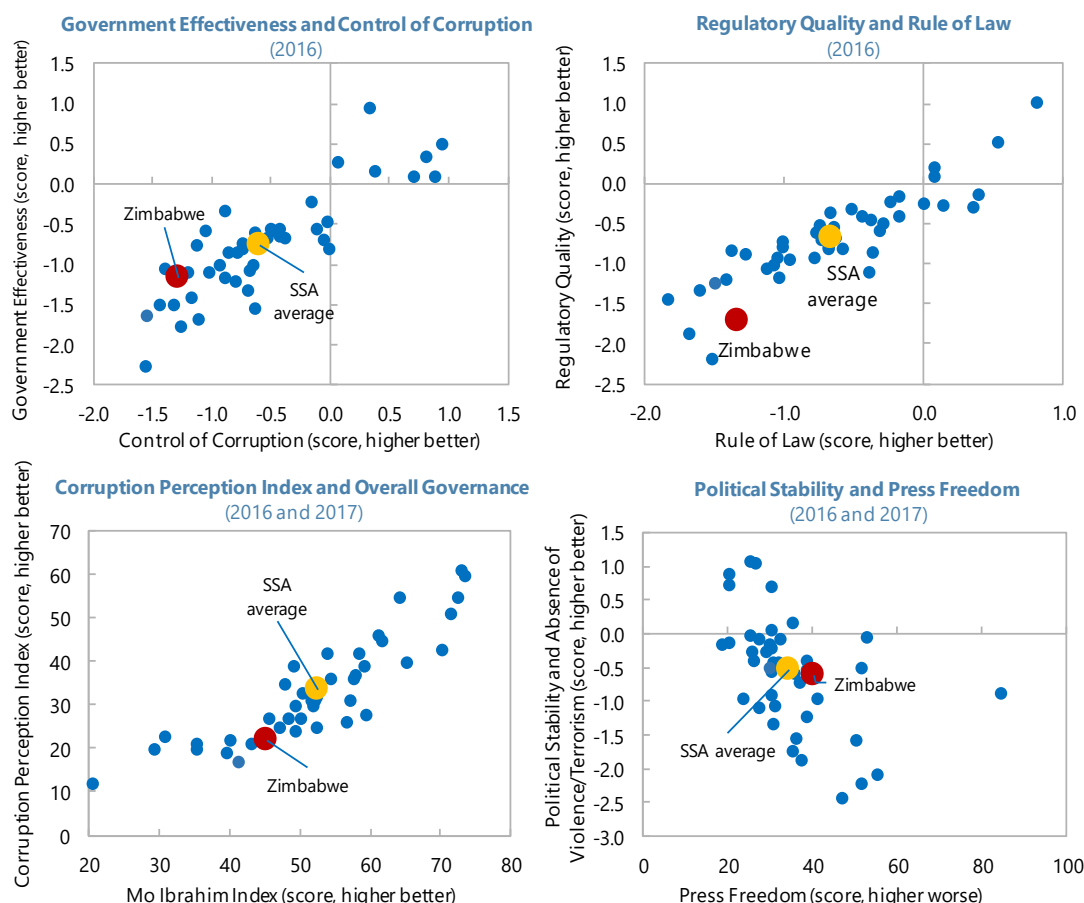 Government Effectiveness and Control of Corruption
(2016)
Government Effectiveness (score, higher better)
1.5
1.0
0.5
0.0
-0.5
-1.0
-1.5
-2.0
-2.5
Zimbabwe
SSA
average
-2.0 -1.5 -1.0 -0.5 0.0 0.5 1.0 1.5
Control of Corruption (score, higher better)
Regulatory Quality and Rule of Law
(2016)
Regulatory Quality (score, higher better)
1.5
1.0
0.5
0.0
-0.5
-1.0
-1.5
-2.0
-2.5
SSA
average
Zimbabwe
-2.0 -1.0 0.0 1.0
Rule of Law (score, higher better)
Corruption Perception Index and Overall Governance
(2016 and 2017)
Corruption Perception Index (score, higher better)
70
60
50
40
30
20
10
0
SSA
average
Zimbabwe
20 30 40 50 60 70 80
Mo Ibrahim Index (score, higher better)
Political Stability and Press Freedom
(2016 and 2017)
Political Stability and Absence of
Violence/Terrorism (score, higher better)
1.5
1.0
0.5
0.0
-0.5
-1.0
-1.5
-2.0
-2.5
-3.0
Zimbabwe
SSA average
0 20 40 60 80 100
Press Freedom (score, higher worse)